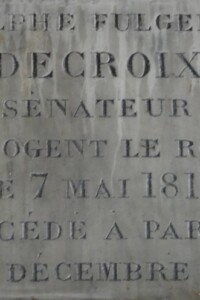 LPHE FULGE
DECROIX
SÉNATEUR
OGENT LE R
E 7 MAI 181
CÉDÉ A PAR
DÉCEMBRE